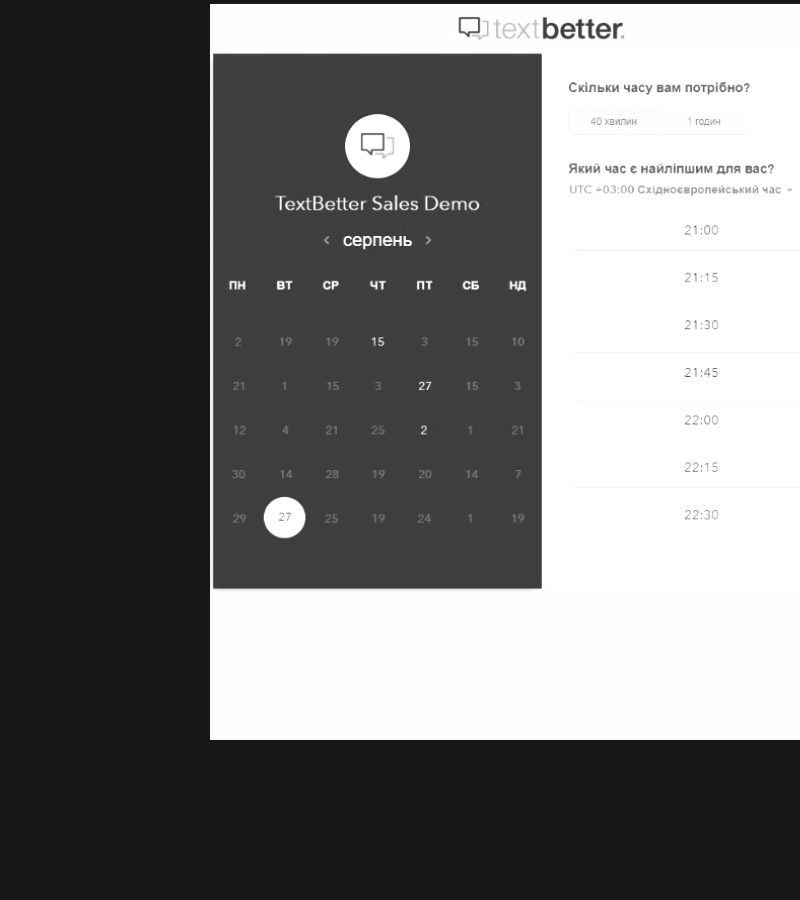 textbetter.
TextBetter Sales Demo
< серпень >
ПН ВТ СР ЧТ ПТ СБ НД
2 19 19 15 3 15 10
21 1 15 3 27 15 3
12 4 21 25 2 1 21
30 14 28 19 20 14 7
29 27 25 19 24 1 19
Скільки часу вам потрібно?
40 хвилин 1 годин
Який час є найліпшим для вас?
UTC +03:00 Східноєвропейський час
21:00
21:15
21:30
21:45
22:00
22:15
22:30